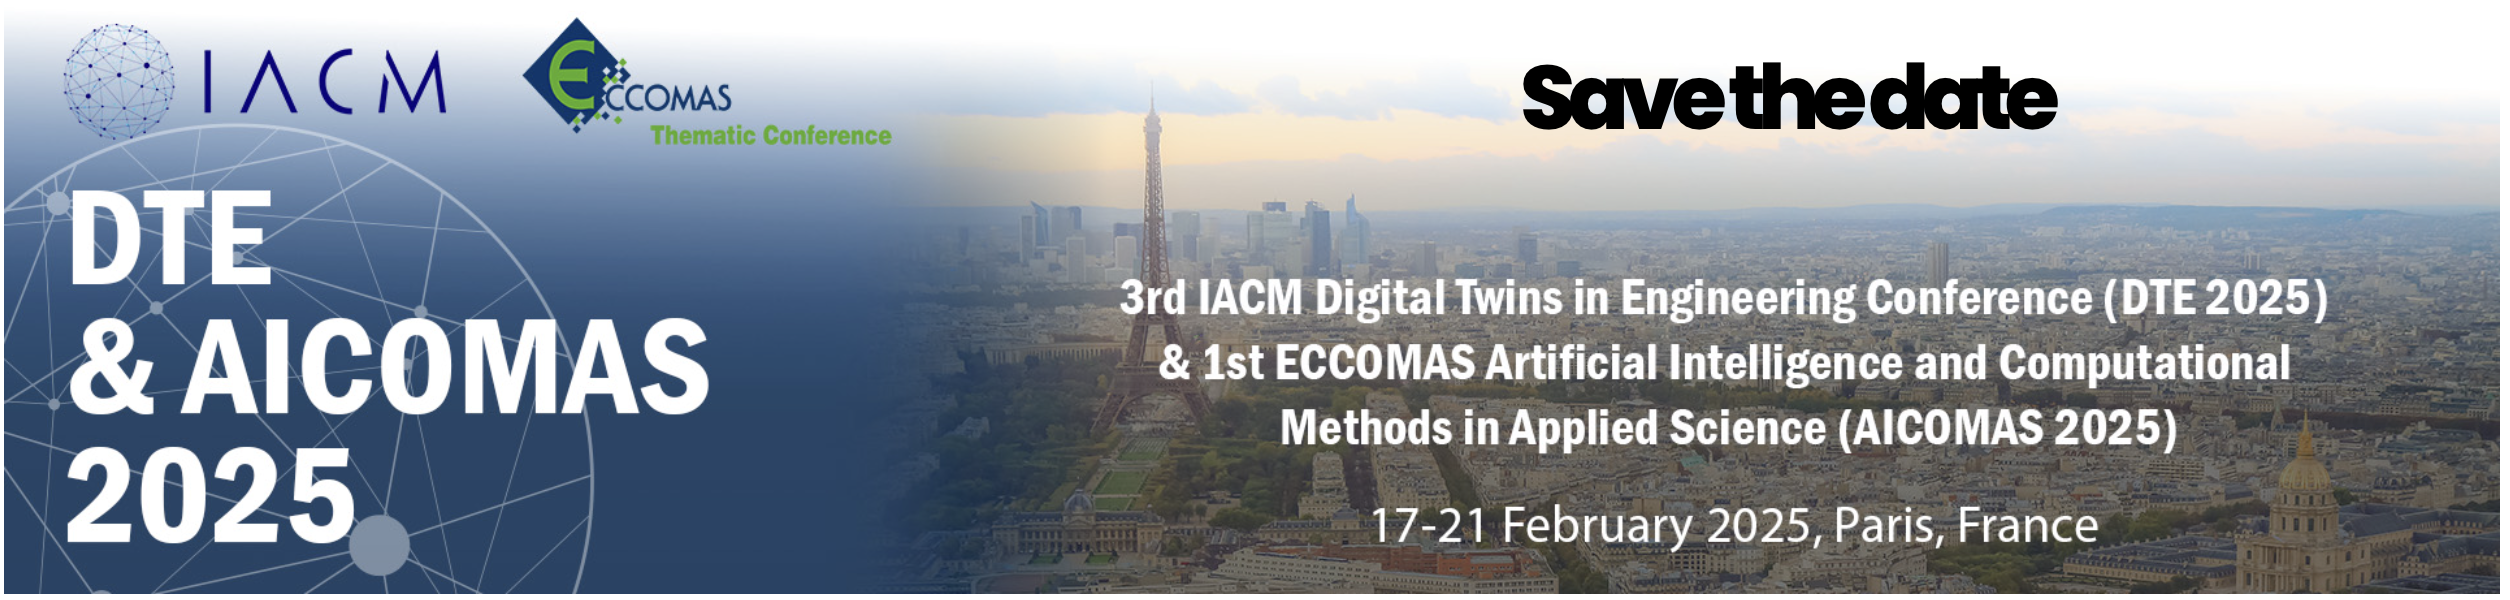 IACM
ECCOMAS
Thematic Conference
Save the date
DTE
& AICOMAS
2025
3rd IACM Digital Twins in Engineering Conference (DTE 2025)
& 1st ECCOMAS Artificial Intelligence and Computational
Methods in Applied Science (AICOMAS 2025)
17-21 February 2025, Paris, France